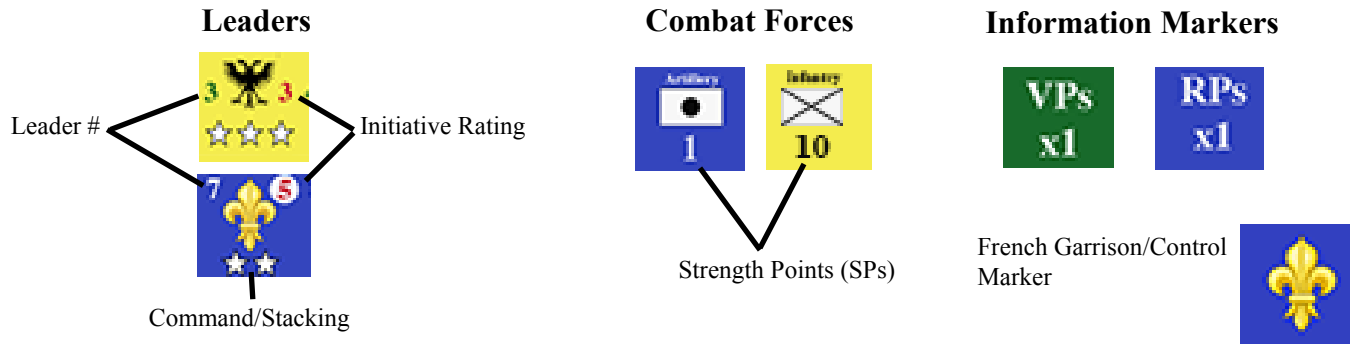 Leaders
Combat Forces
Information Markers
3 3
Leader #
Initiative Rating
7 5
Command/Stacking
Artillery
1
Infantry
10
Strength Points (SPs)
VPs
x1
RPs
x1
French Garrison/Control
Marker